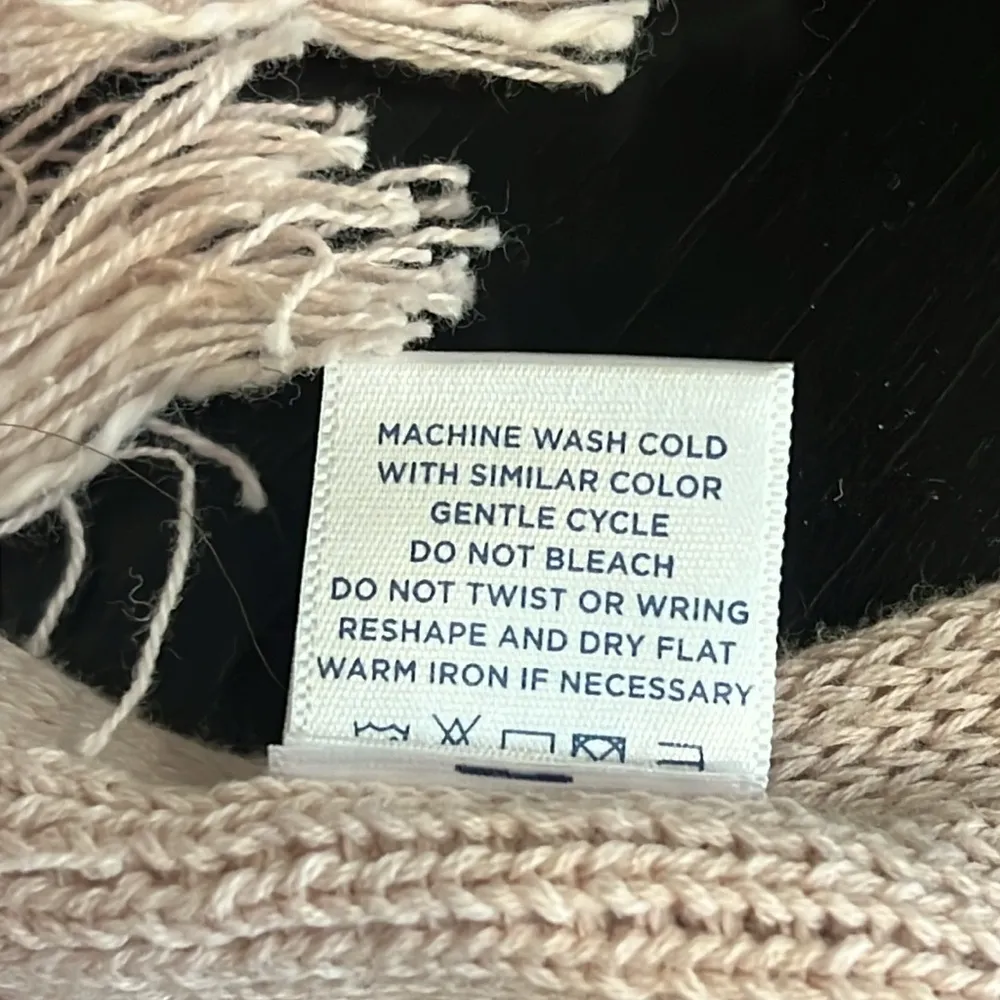 MACHINE WASH COLD
WITH SIMILAR COLOR
GENTLE CYCLE
DO NOT BLEACH
DO NOT TWIST OR WRING
RESHAPE AND DRY FLAT
WARM IRON IF NECESSARY